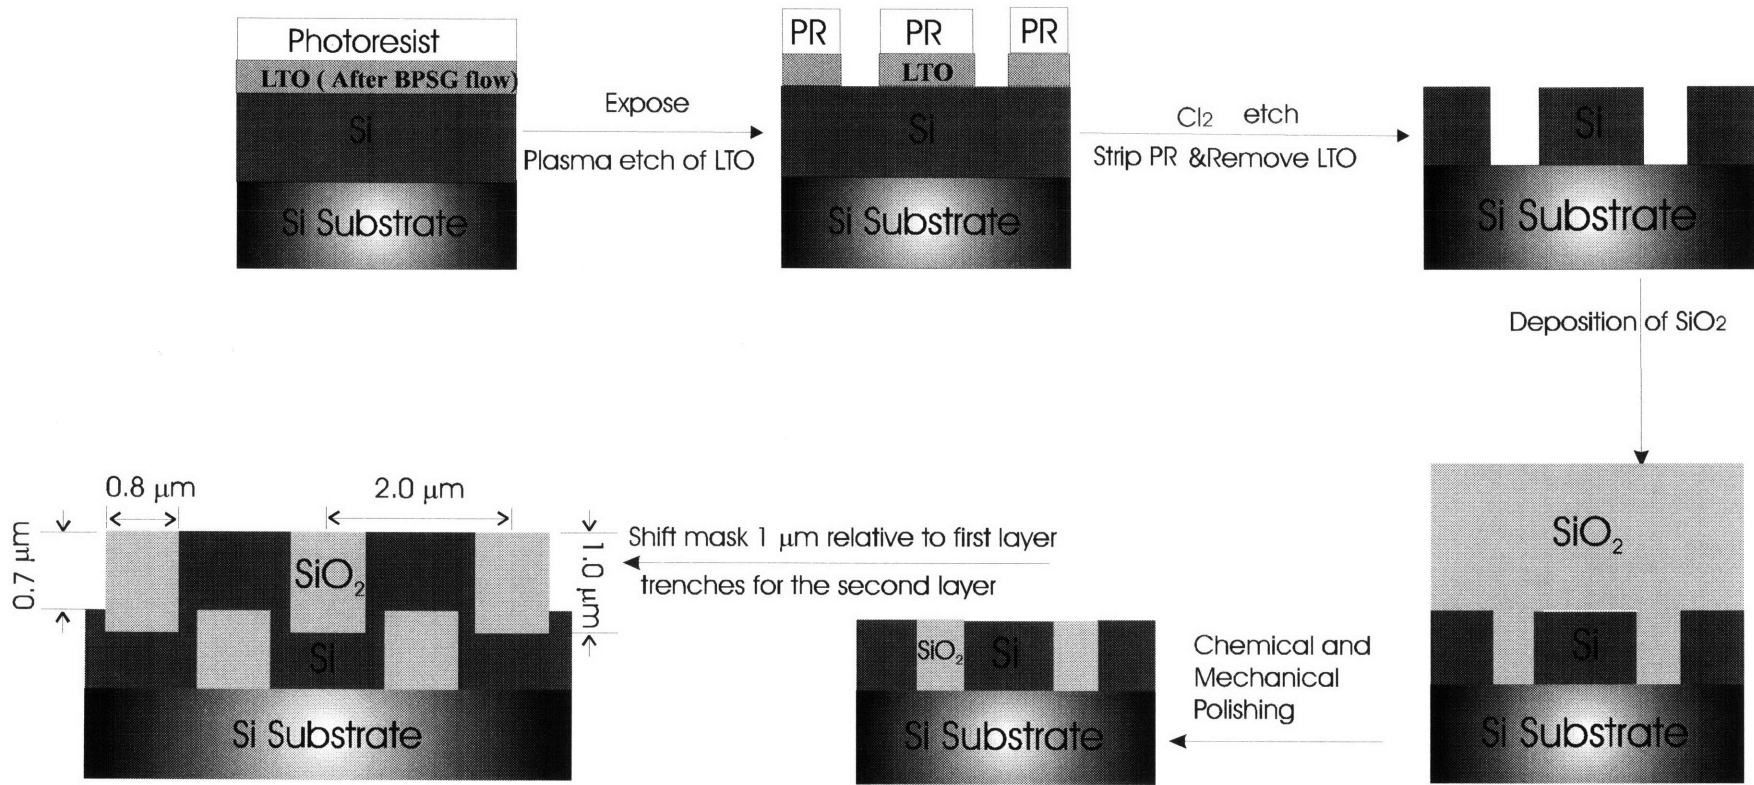 Photoresist
LTO ( After BPSG flow)
Si
Si Substrate
Expose
Plasma etch of LTO
PR
PR
PR
LTO
Si
Si Substrate
Cl2 etch
Strip PR &Remove LTO
Si
Si Substrate
Deposition of SiO2
SiO2
Si
Si Substrate
Chemical and
Mechanical
Polishing
SiO2
Si
Si Substrate
Shift mask 1 μm relative to first layer
trenches for the second layer
0.8 μm
2.0 μm
0.7 μm
1.0 μm
SiO2
Si
Si Substrate